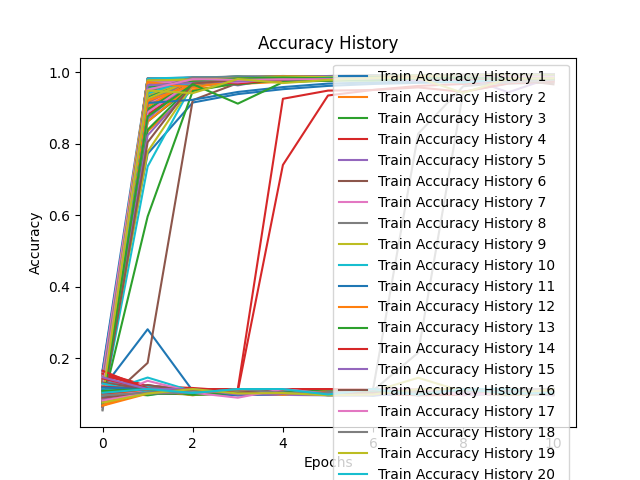 Accuracy History
1.0
0.8
0.6
0.4
0.2
Accuracy
0
2
4
6
8
10
Epochs
Train Accuracy History 1
Train Accuracy History 2
Train Accuracy History 3
Train Accuracy History 4
Train Accuracy History 5
Train Accuracy History 6
Train Accuracy History 7
Train Accuracy History 8
Train Accuracy History 9
Train Accuracy History 10
Train Accuracy History 11
Train Accuracy History 12
Train Accuracy History 13
Train Accuracy History 14
Train Accuracy History 15
Train Accuracy History 16
Train Accuracy History 17
Train Accuracy History 18
Train Accuracy History 19
Train Accuracy History 20